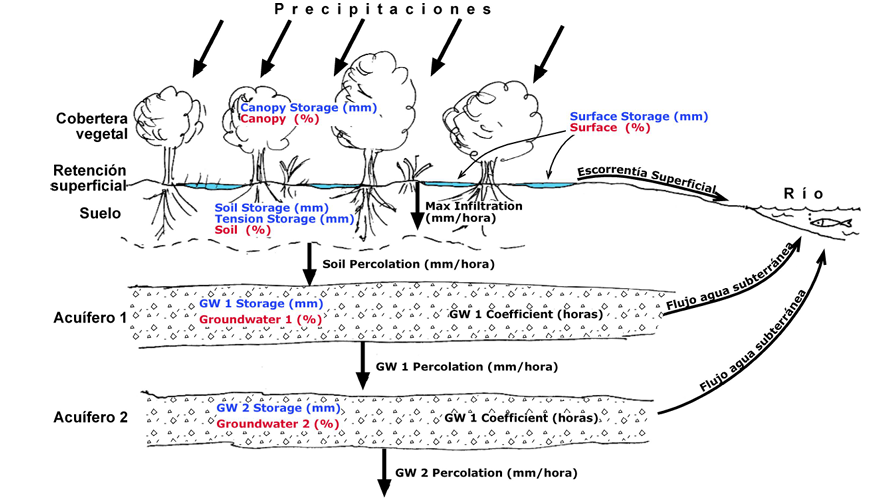 Precipitaciones
Cobertera
vegetal
Canopy Storage (mm)
Canopy (%)
Surface Storage (mm)
Surface (%)
Retención
superficial
Escorrentía Superficial
Suelo
Soil Storage (mm)
Tension Storage (mm)
Soil (%)
Max Infiltration
(mm/hora)
Río
Soil Percolation (mm/hora)
Acuífero 1
GW 1 Storage (mm)
Groundwater 1 (%)
GW 1 Coefficient (horas)
Flujo agua subterránea
GW 1 Percolation (mm/hora)
Acuífero 2
GW 2 Storage (mm)
Groundwater 2 (%)
GW 1 Coefficient (horas)
Flujo agua subterránea
GW 2 Percolation (mm/hora)